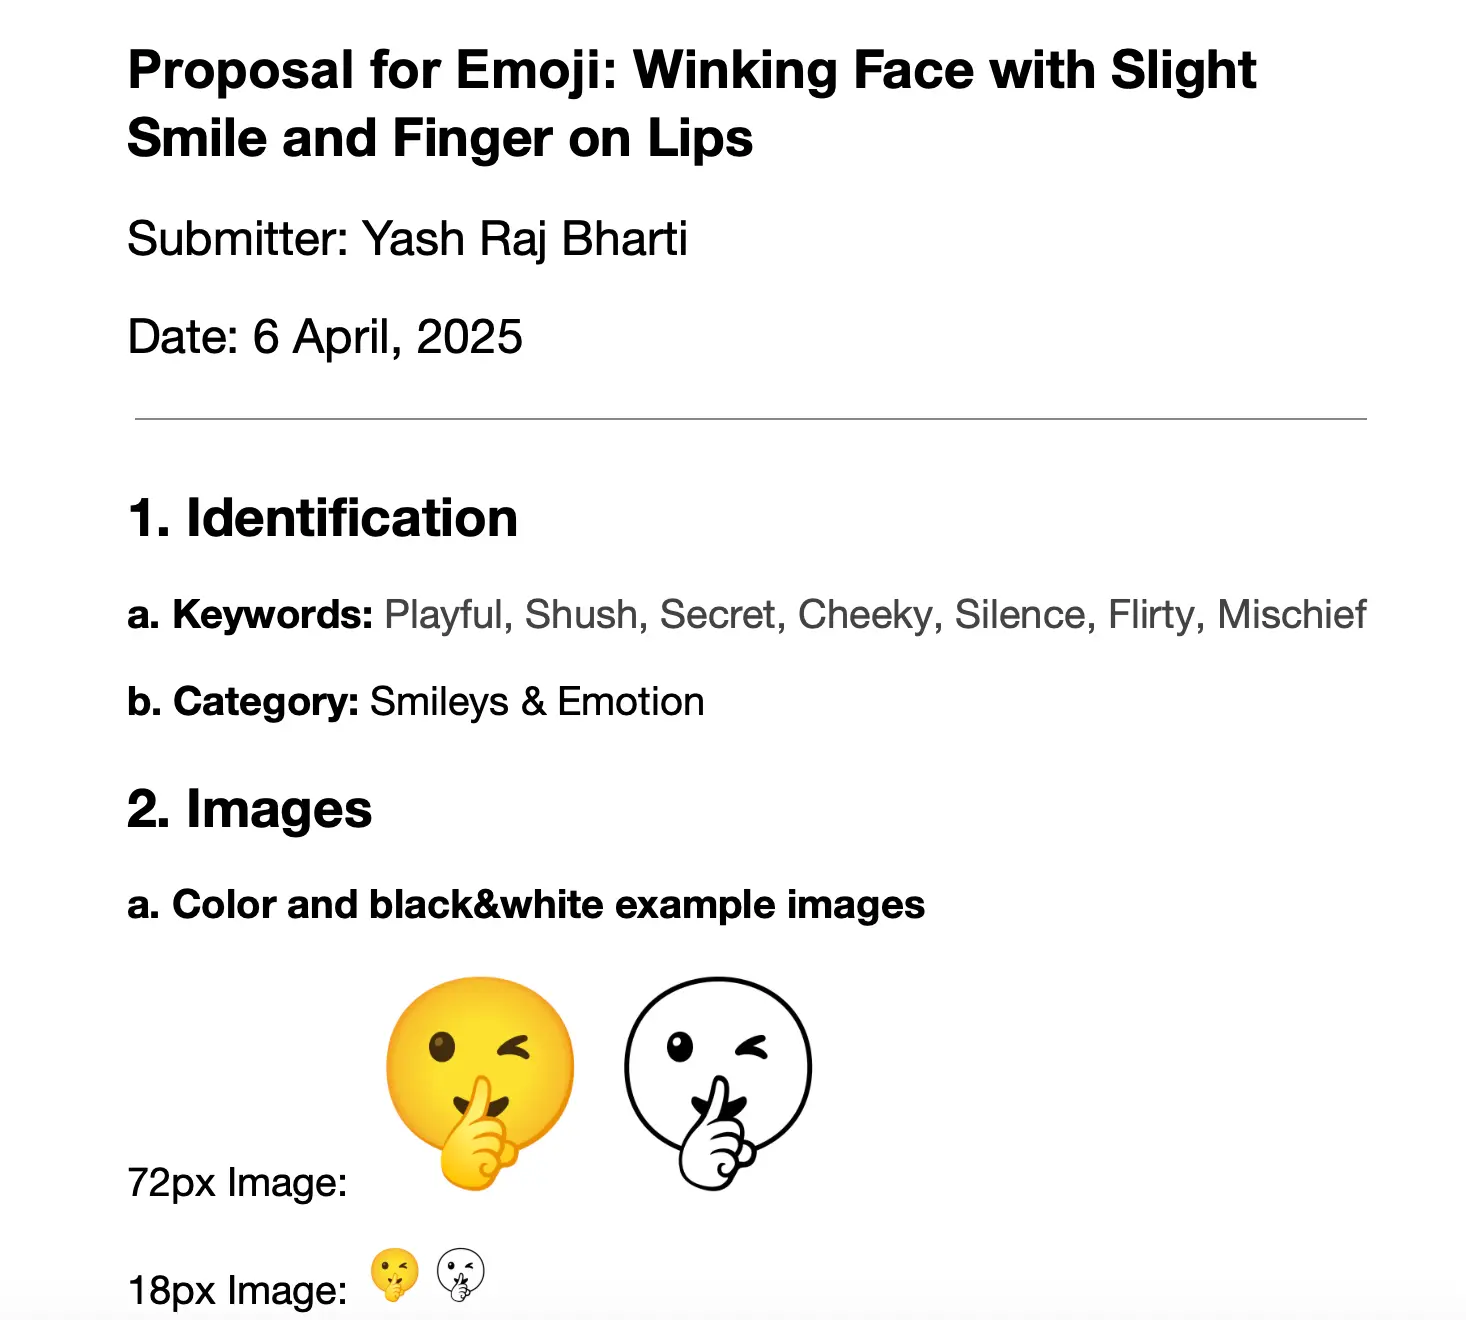 Proposal for Emoji: Winking Face with Slight
Smile and Finger on Lips
Submitter: Yash Raj Bharti
Date: 6 April, 2025
1. Identification
a. Keywords: Playful, Shush, Secret, Cheeky, Silence, Flirty, Mischief
b. Category: Smileys & Emotion
2. Images
a. Color and black&white example images
72px Image:
18px Image: